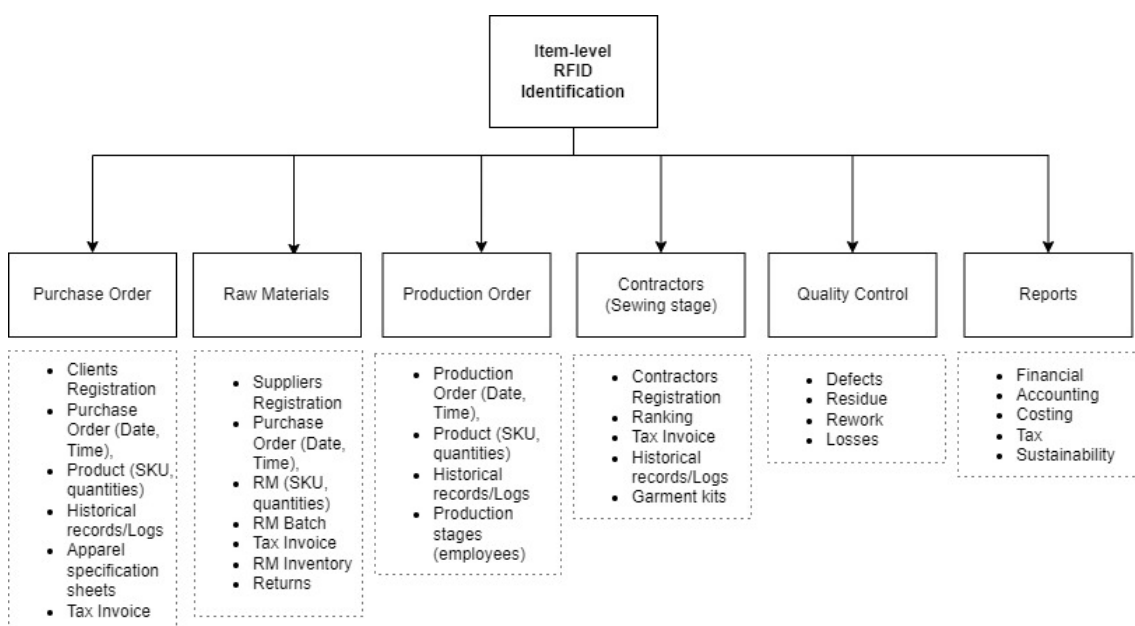 Item-level
RFID
Identification
Purchase Order
Raw Materials
Production Order
Contractors
(Sewing stage)
Quality Control
Reports
• Clients
Registration
• Purchase
Order (Date,
Time),
• Product (SKU,
quantities)
• Historical
records/Logs
• Apparel
specification
sheets
• Tax Invoice
• Suppliers
Registration
• Purchase
Order (Date,
Time),
• RM (SKU,
quantities)
• RM Batch
• Tax Invoice
• RM Inventory
• Returns
• Production
Order (Date,
Time),
• Product (SKU,
quantities)
• Historical
records/Logs
• Production
stages
(employees)
• Contractors
Registration
• Ranking
• Tax Invoice
• Historical
records/Logs
• Garment kits
• Defects
• Residue
• Rework
• Losses
• Financial
• Accounting
• Costing
• Tax
• Sustainability